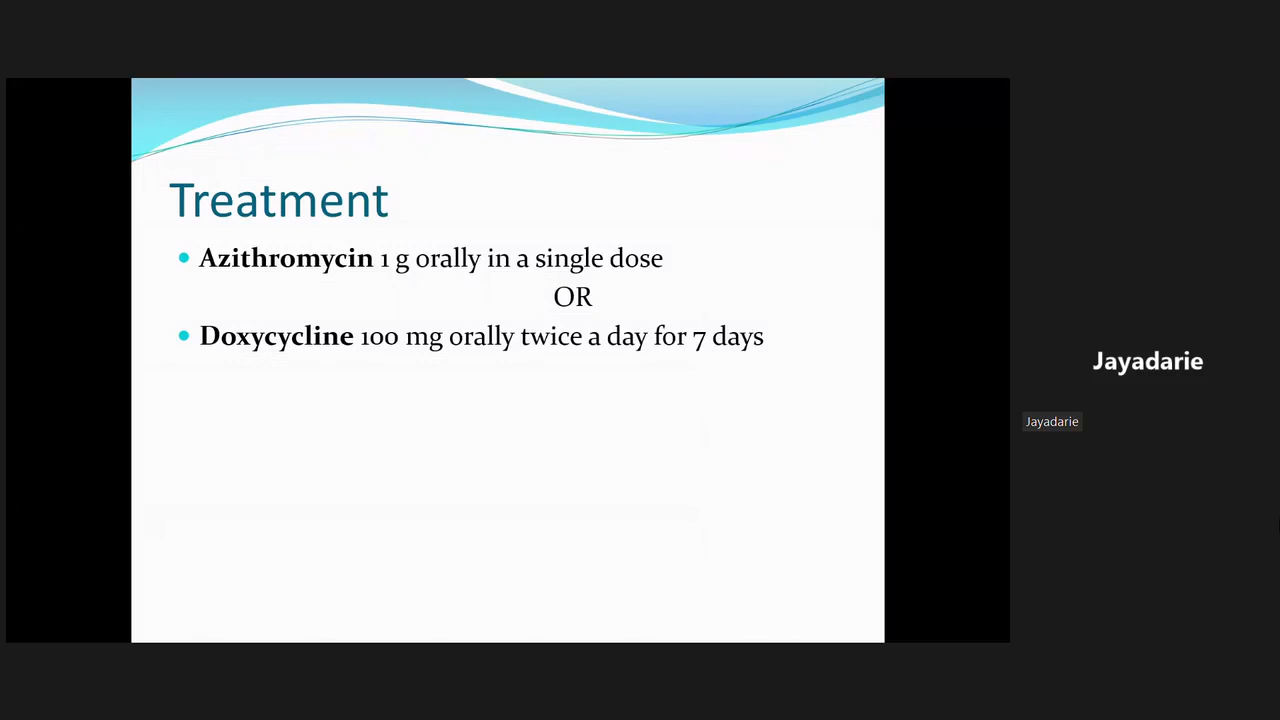 Treatment
Azithromycin 1 g orally in a single dose
OR
Doxycycline 100 mg orally twice a day for 7 days
Jayadarie
Jayadarie